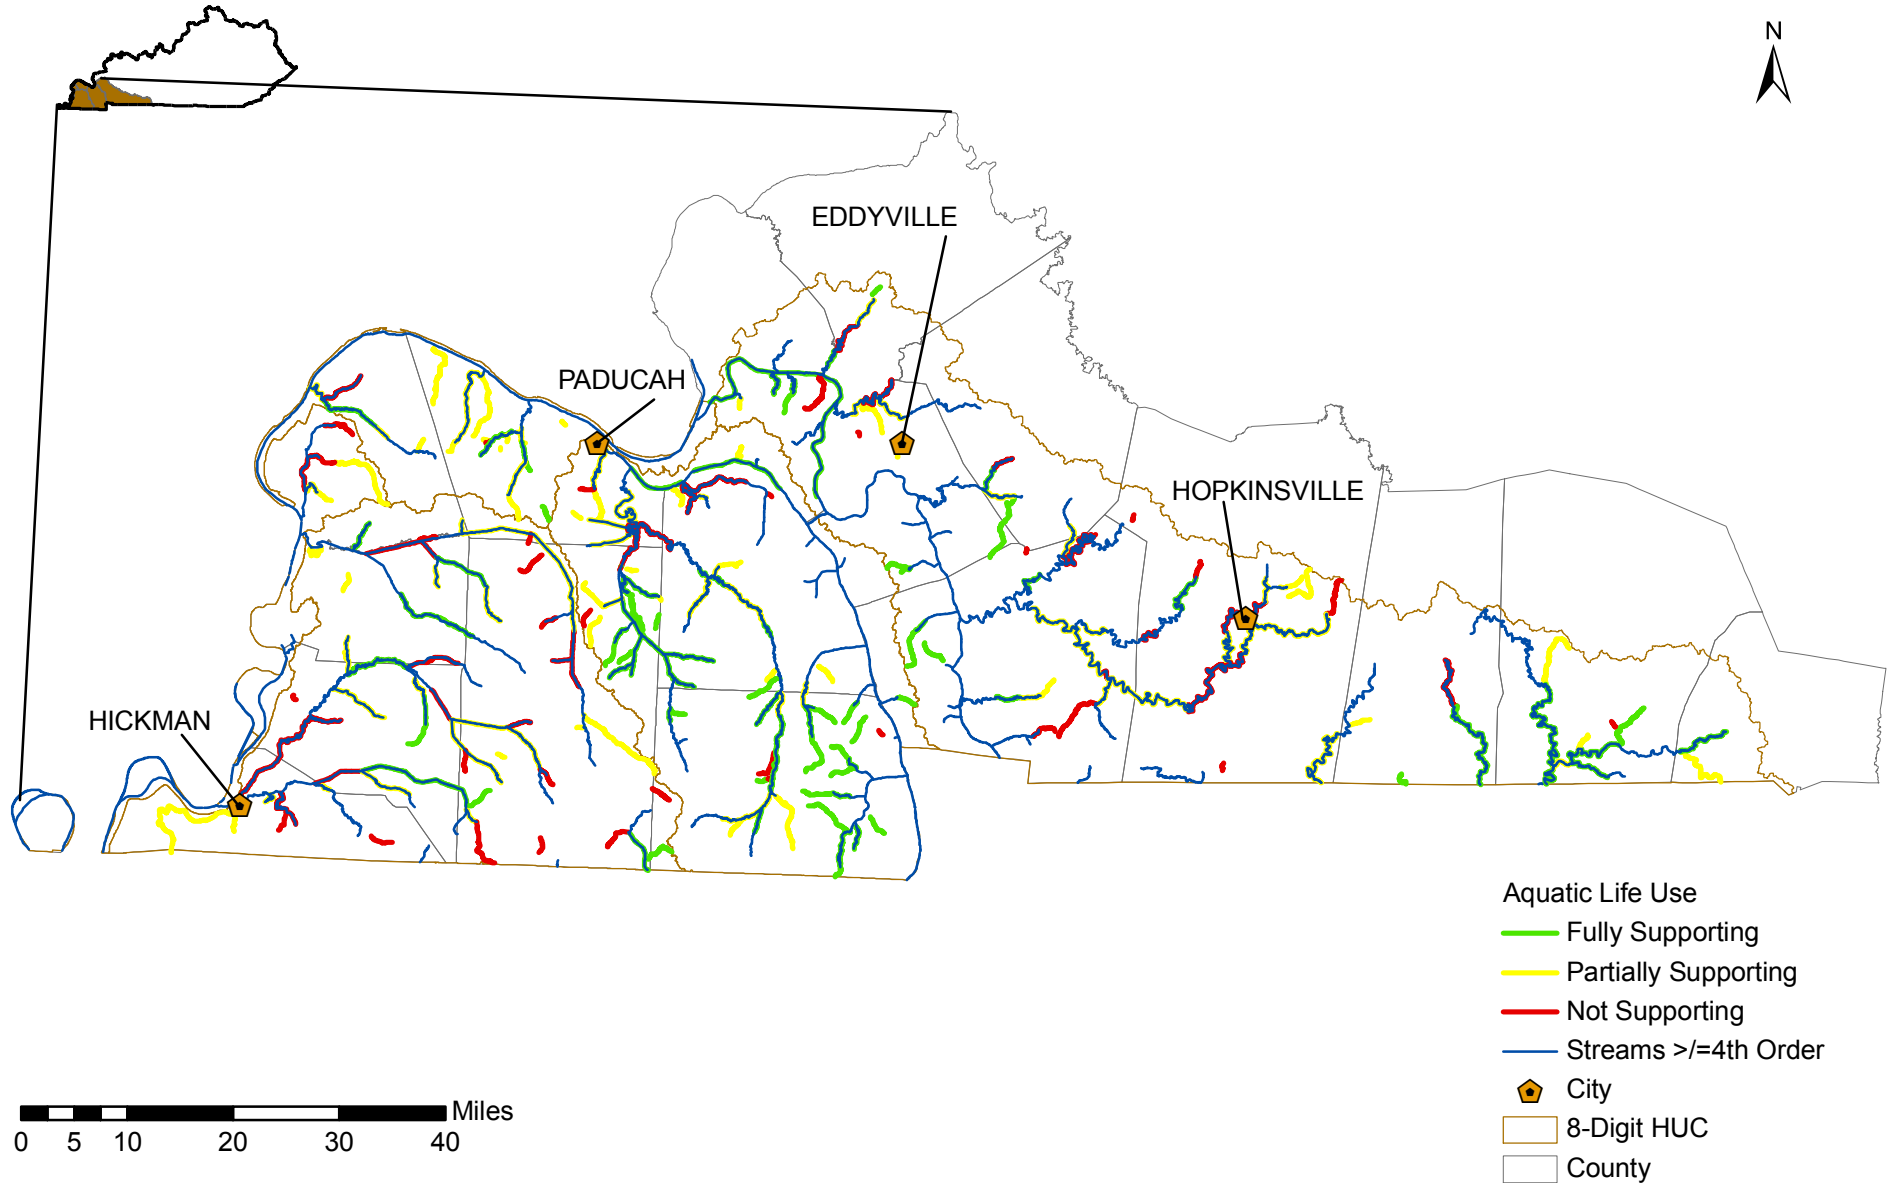 N
EDDYVILLE
PADUCAH
HOPKINSVILLE
HICKMAN
Aquatic Life Use
Fully Supporting
Partially Supporting
Not Supporting
Streams >/=4th Order
City
8-Digit HUC
County
Miles
0 5 10 20 30 40